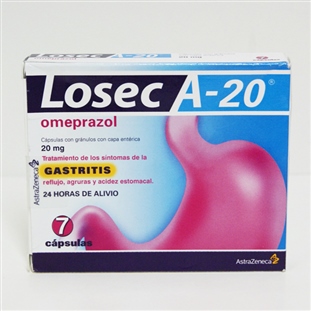 Losec A-20®
omeprazol
Cápsulas con gránulos con capa entérica
20 mg
Tratamiento de los síntomas de la
GASTRITIS
reflujo, agruras y acidez estomacal.
24 HORAS DE ALIVIO
7
cápsulas
AstraZeneca
AstraZeneca